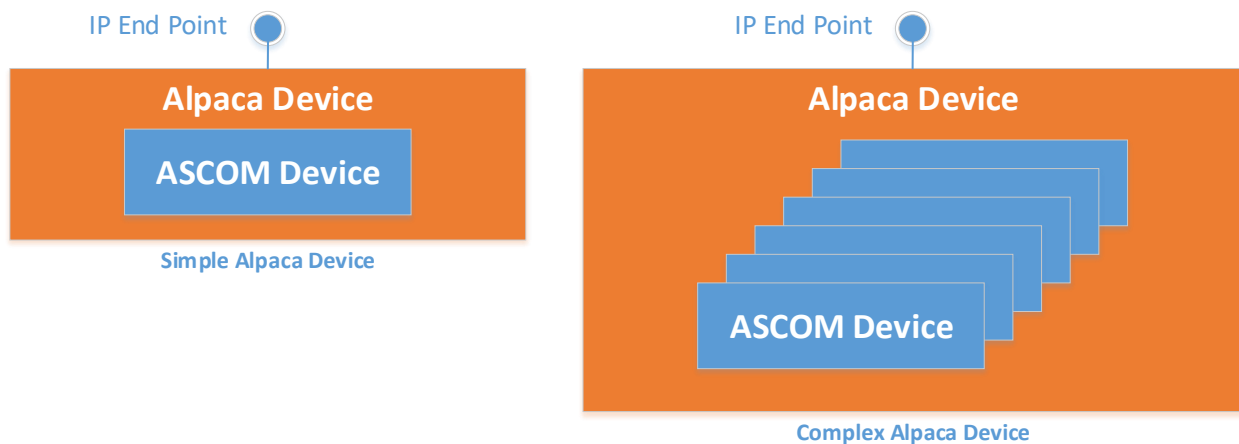 IP End Point
Alpaca Device
ASCOM Device
Simple Alpaca Device
IP End Point
Alpaca Device
ASCOM Device
Complex Alpaca Device